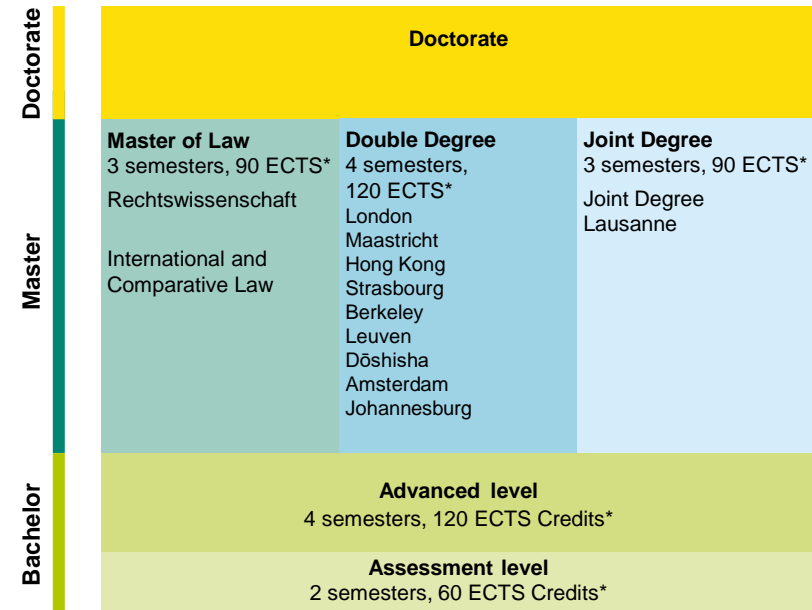 Doctorate
Doctorate
Master
Master of Law
3 semesters, 90 ECTS*
Rechtswissenschaft
International and
Comparative Law
Double Degree
4 semesters,
120 ECTS*
London
Maastricht
Hong Kong
Strasbourg
Berkeley
Leuven
Dōshisha
Amsterdam
Johannesburg
Joint Degree
3 semesters, 90 ECTS*
Joint Degree
Lausanne
Bachelor
Advanced level
4 semesters, 120 ECTS Credits*
Assessment level
2 semesters, 60 ECTS Credits*